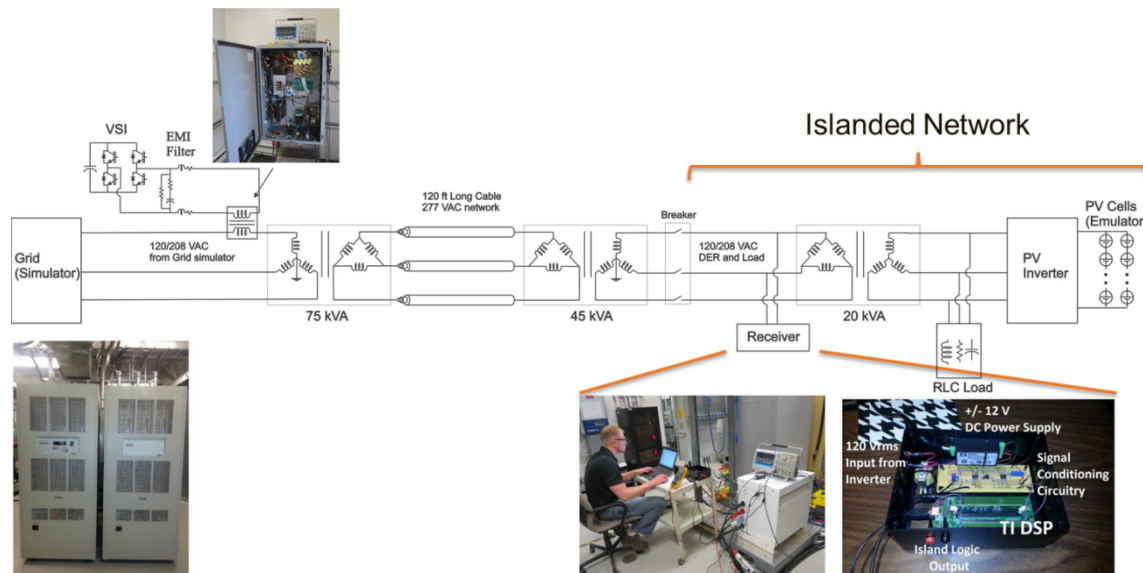 Islanded Network
VSI
EMI
Filter
120 ft Long Cable
277 VAC network
Breaker
PV Cells
(Emulator)
Grid
(Simulator)
120/208 VAC
from Grid simulator
120/208 VAC
DER and Load
PV
Inverter
75 kVA
45 kVA
20 kVA
Receiver
RLC Load
+/- 12 V
DC Power Supply
120 Vrms
Input from
Inverter
Signal
Conditioning
Circuitry
TI DSP
Island Logic
Output